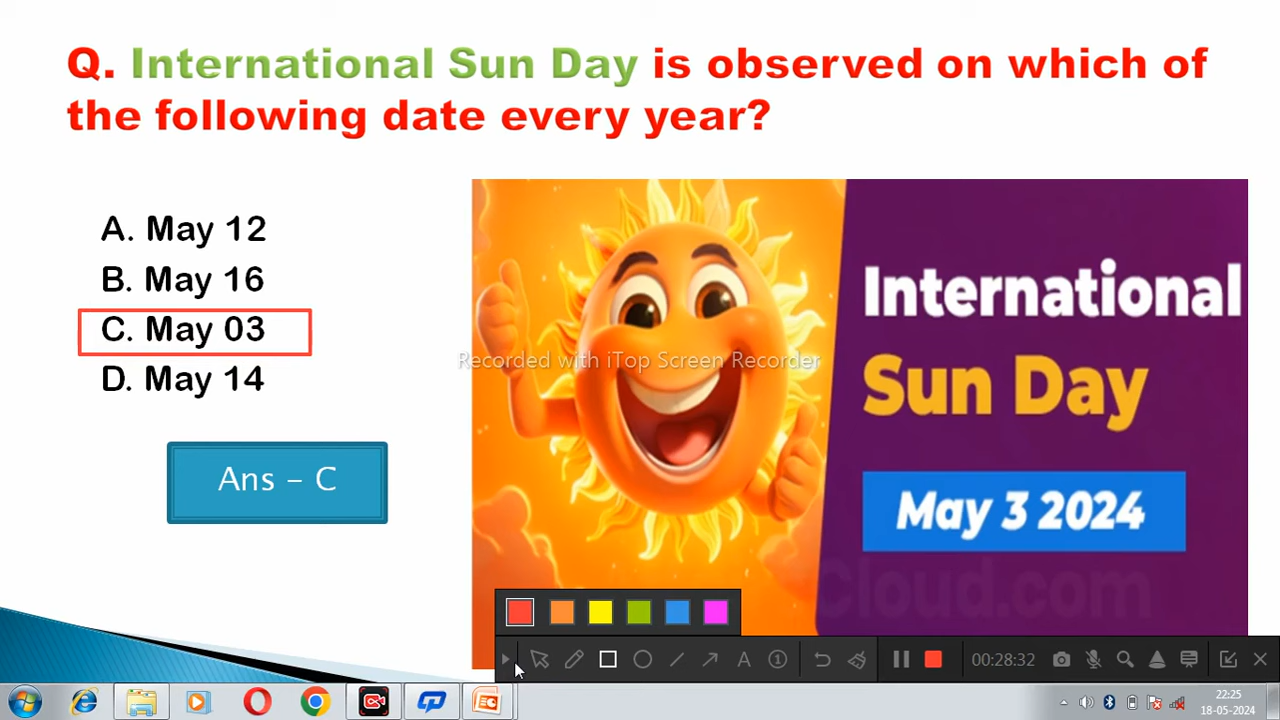 Q. International Sun Day is observed on which of
the following date every year?
A. May 12
B. May 16
C. May 03
D. May 14
Ans – C
International
Sun Day
May 3 2024
Cloud.com
Recorded with iTop Screen Recorder
00:28:32
22:25
18-05-2024